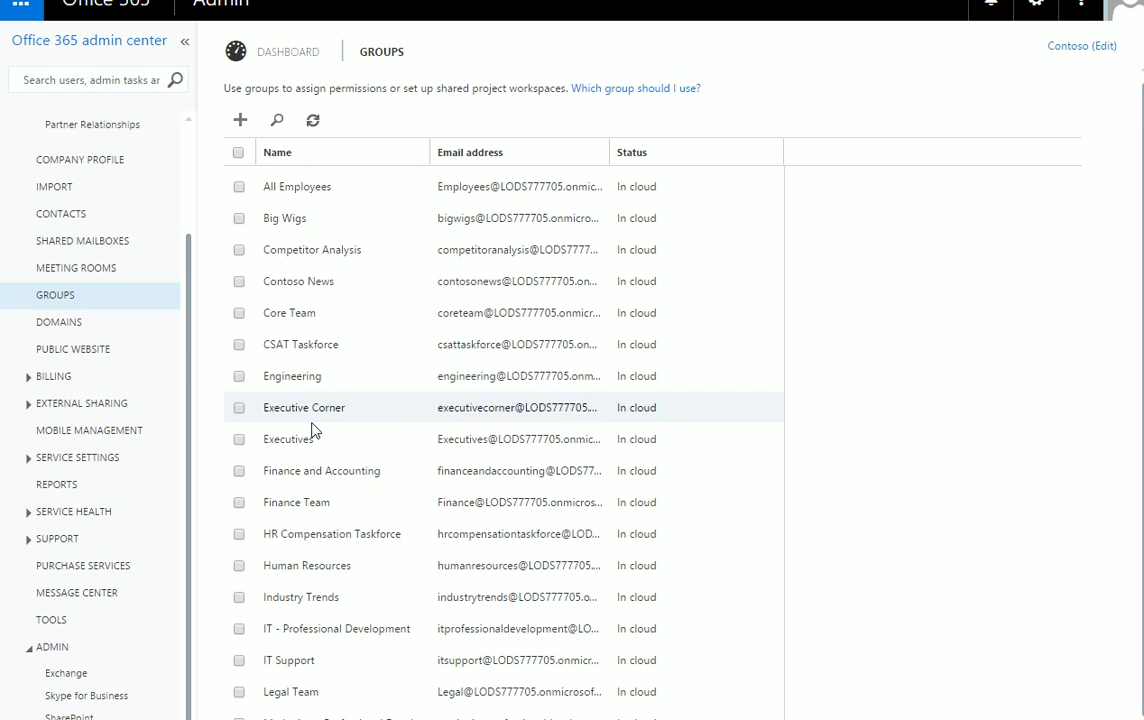 Office 365 Admin
Office 365 admin center «
Search users, admin tasks ar
Partner Relationships
COMPANY PROFILE
IMPORT
CONTACTS
SHARED MAILBOXES
MEETING ROOMS
GROUPS
DOMAINS
PUBLIC WEBSITE
BILLING
EXTERNAL SHARING
MOBILE MANAGEMENT
SERVICE SETTINGS
REPORTS
SERVICE HEALTH
SUPPORT
PURCHASE SERVICES
MESSAGE CENTER
TOOLS
ADMIN
Exchange
Skype for Business
SharePoint
DASHBOARD GROUPS
Contoso (Edit)
Use groups to assign permissions or set up shared project workspaces. Which group should I use?
Name Email address Status
All Employees Employees@LODS777705.onmic... In cloud
Big Wigs bigwigs@LODS777705.onmicro... In cloud
Competitor Analysis competitoranalysis@LODS7777... In cloud
Contoso News contosonews@LODS777705.on... In cloud
Core Team coreteam@LODS777705.onmicr... In cloud
CSAT Taskforce csattaskforce@LODS777705.on... In cloud
Engineering engineering@LODS777705.onm... In cloud
Executive Corner executivecorner@LODS777705.... In cloud
Executives Executives@LODS777705.onmic... In cloud
Finance and Accounting financeandaccounting@LODS77... In cloud
Finance Team Finance@LODS777705.onmicros... In cloud
HR Compensation Taskforce hrcompensationtaskforce@LOD... In cloud
Human Resources humanresources@LODS777705.... In cloud
Industry Trends industrytrends@LODS777705.o... In cloud
IT - Professional Development itprofessionaldevelopment@LO... In cloud
IT Support itsupport@LODS777705.onmicr... In cloud
Legal Team Legal@LODS777705.onmicrosof... In cloud